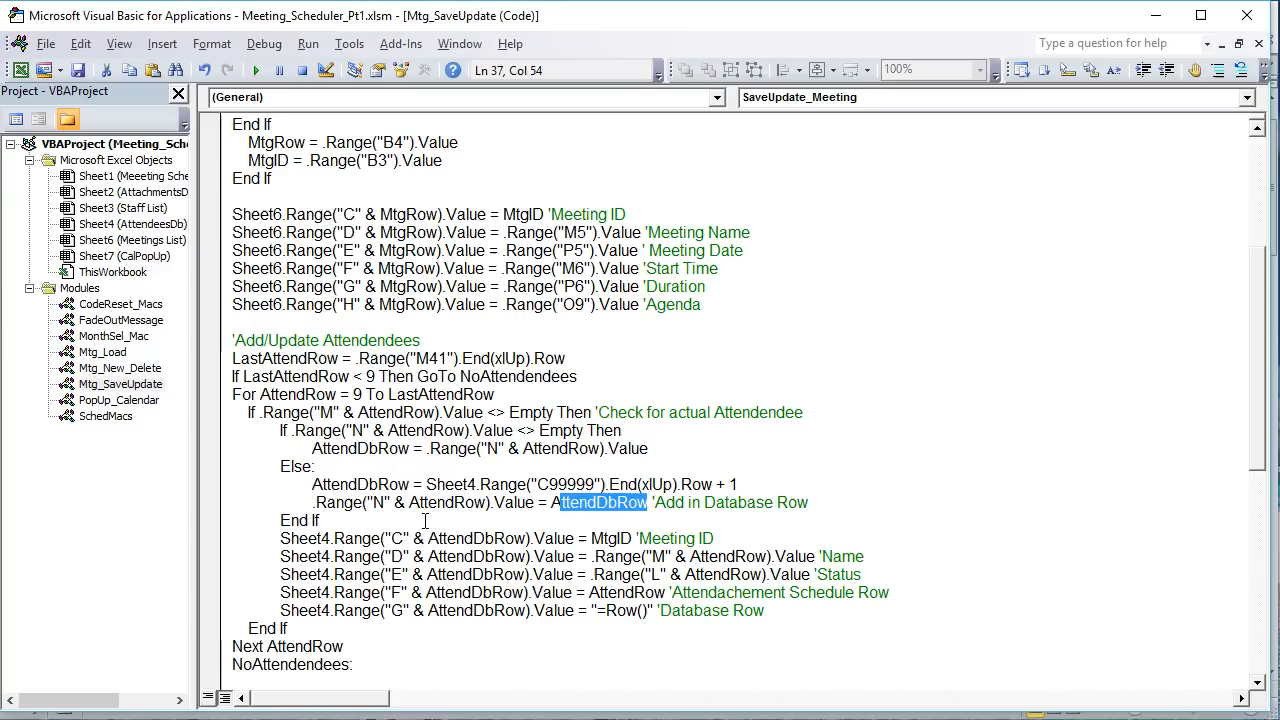 Microsoft Visual Basic for Applications - Meeting_Scheduler_Pt1.xlsm - [Mtg_SaveUpdate (Code)]
File Edit View Insert Format Debug Run Tools Add-Ins Window Help
Type a question for help
Ln 37, Col 54
100%
Project - VBAProject
(General)
SaveUpdate_Meeting
VBAProject (Meeting_Sche
Microsoft Excel Objects
Sheet1 (Meeeting Sche
Sheet2 (AttachmentsD
Sheet3 (Staff List)
Sheet4 (AttendeesDb)
Sheet6 (Meetings List)
Sheet7 (CalPopUp)
ThisWorkbook
Modules
CodeReset_Macs
FadeOutMessage
MonthSel_Mac
Mtg_Load
Mtg_New_Delete
Mtg_SaveUpdate
PopUp_Calendar
SchedMacs
End If
MtgRow = .Range("B4").Value
MtgID = .Range("B3").Value
End If
Sheet6.Range("C" & MtgRow).Value = MtgID 'Meeting ID
Sheet6.Range("D" & MtgRow).Value = .Range("M5").Value 'Meeting Name
Sheet6.Range("E" & MtgRow).Value = .Range("P5").Value ' Meeting Date
Sheet6.Range("F" & MtgRow).Value = .Range("M6").Value 'Start Time
Sheet6.Range("G" & MtgRow).Value = .Range("P6").Value 'Duration
Sheet6.Range("H" & MtgRow).Value = .Range("O9").Value 'Agenda
'Add/Update Attendendees
LastAttendRow = .Range("M41").End(xlUp).Row
If LastAttendRow < 9 Then GoTo NoAttendendees
For AttendRow = 9 To LastAttendRow
If .Range("M" & AttendRow).Value <> Empty Then 'Check for actual Attendendee
If .Range("N" & AttendRow).Value <> Empty Then
AttendDbRow = .Range("N" & AttendRow).Value
Else:
AttendDbRow = Sheet4.Range("C99999").End(xlUp).Row + 1
.Range("N" & AttendRow).Value = AttendDbRow 'Add in Database Row
End If
Sheet4.Range("C" & AttendDbRow).Value = MtgID 'Meeting ID
Sheet4.Range("D" & AttendDbRow).Value = .Range("M" & AttendRow).Value 'Name
Sheet4.Range("E" & AttendDbRow).Value = .Range("L" & AttendRow).Value 'Status
Sheet4.Range("F" & AttendDbRow).Value = AttendRow 'Attendachement Schedule Row
Sheet4.Range("G" & AttendDbRow).Value = "=Row()" 'Database Row
End If
Next AttendRow
NoAttendendees: